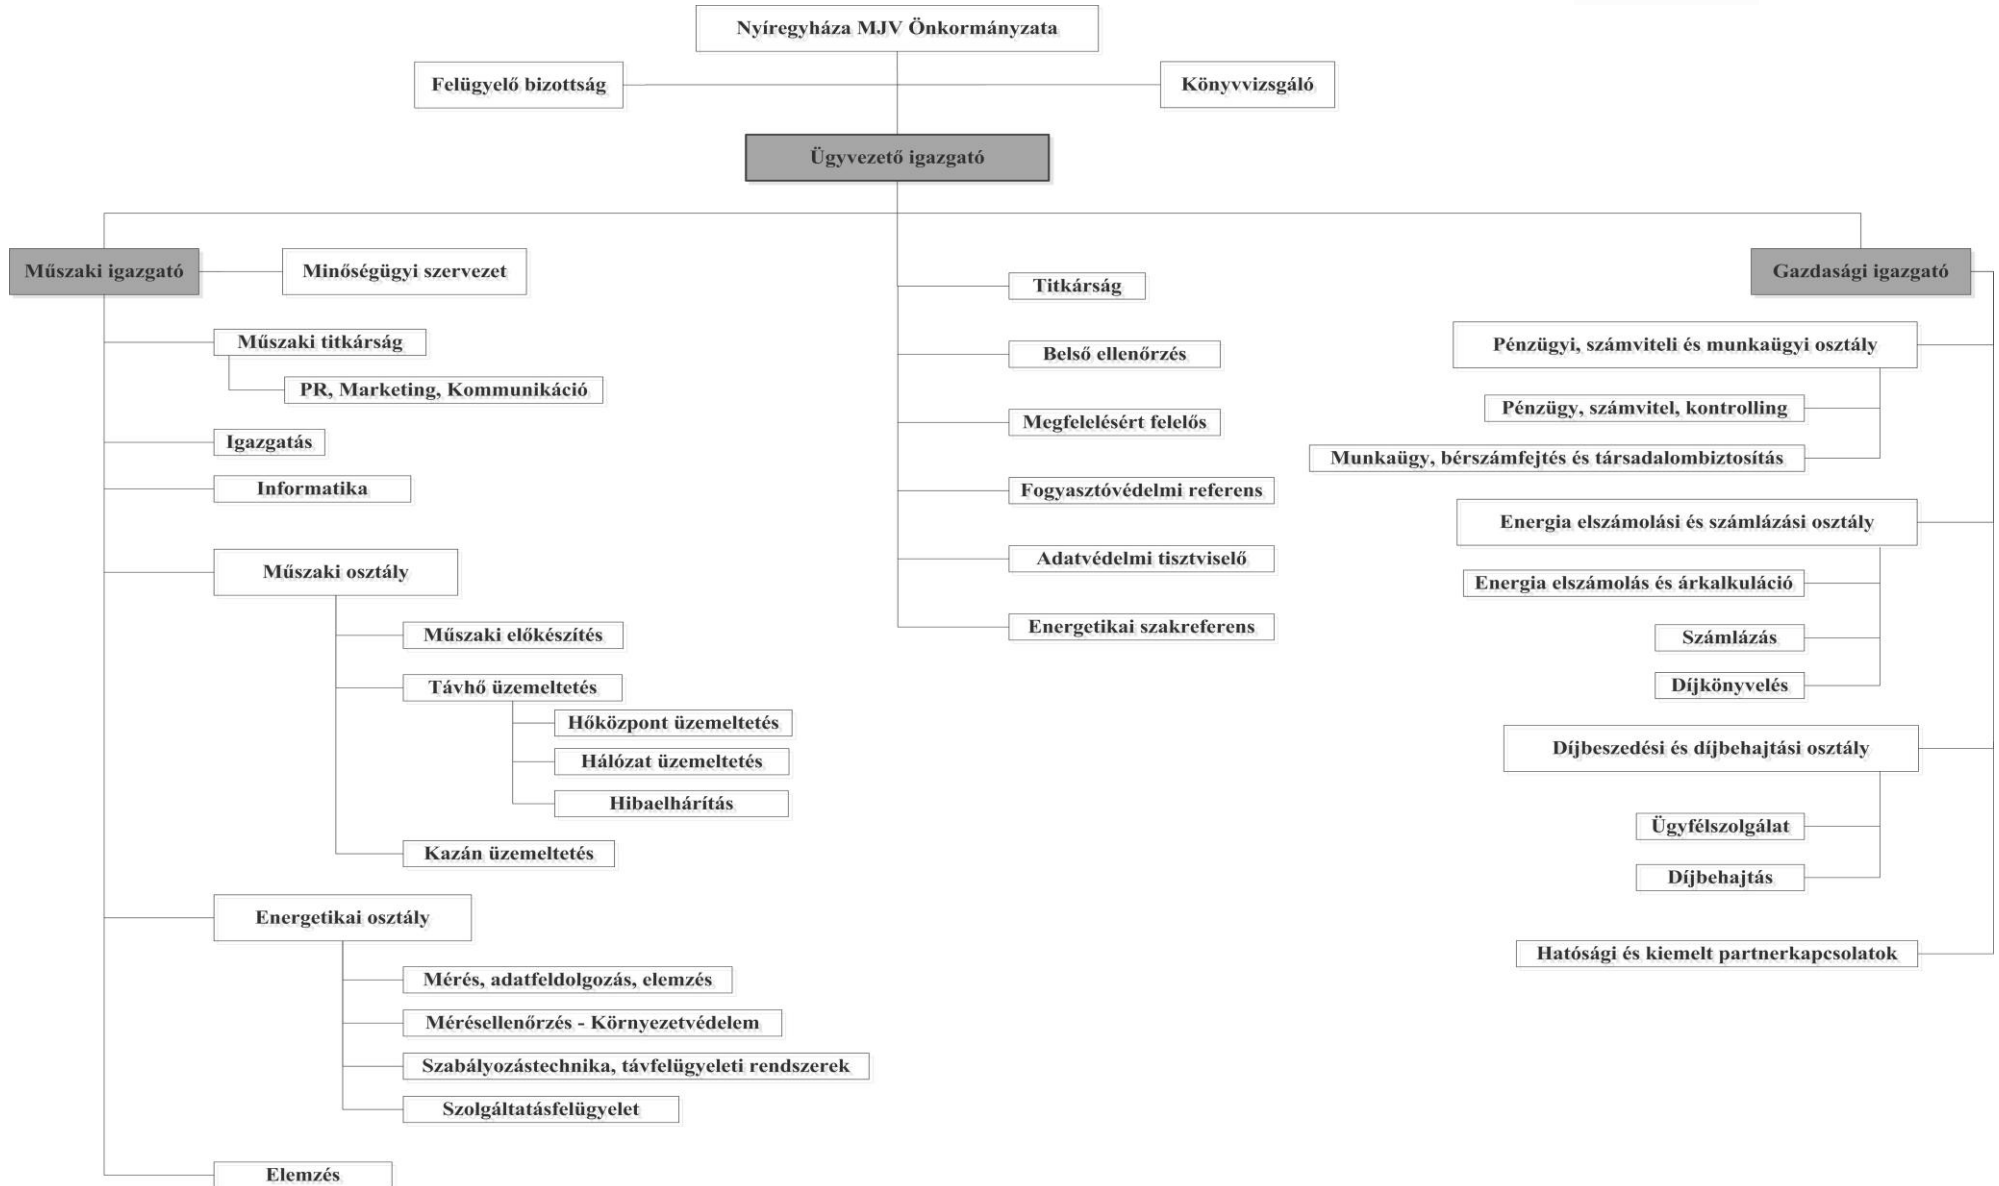 Nyíregyháza MJV Önkormányzata
Felügyelő bizottság
Könyvvizsgáló
Ügyvezető igazgató
Műszaki igazgató
Minőségügyi szervezet
Műszaki titkárság
PR, Marketing, Kommunikáció
Igazgatás
Informatika
Műszaki osztály
Műszaki előkészítés
Távhő üzemeltetés
Hőközpont üzemeltetés
Hálózat üzemeltetés
Hibaelhárítás
Kazán üzemeltetés
Energetikai osztály
Mérés, adatfeldolgozás, elemzés
Mérésellenőrzés - Környezetvédelem
Szabályozástechnika, távfelügyeleti rendszerek
Szolgáltatásfelügyelet
Elemzés
Titkárság
Belső ellenőrzés
Megfelelésért felelős
Fogyasztóvédelmi referens
Adatvédelmi tisztviselő
Energetikai szakreferens
Gazdasági igazgató
Pénzügyi, számviteli és munkaügyi osztály
Pénzügy, számvitel, kontrolling
Munkaügy, bérszámfejtés és társadalombiztosítás
Energia elszámolási és számlázási osztály
Energia elszámolás és árkalkuláció
Számlázás
Díjkönyvelés
Díjbeszedési és díjbehajtási osztály
Ügyfélszolgálat
Díjbehajtás
Hatósági és kiemelt partnerkapcsolatok